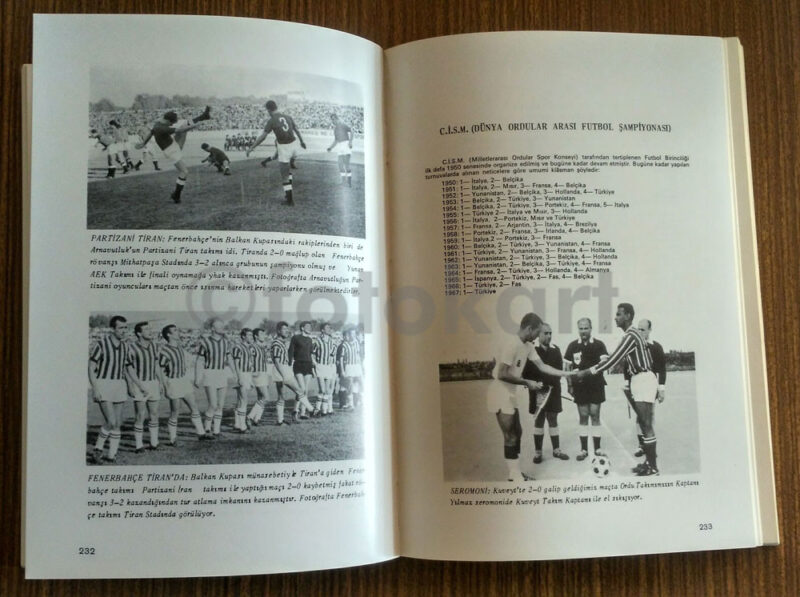 PARTİZANİ TİRAN: Fenerbahçe'nin Balkan Kupasındaki rakiplerinden biri de
Arnavutluk'un Partizani Tiran takımı idi. Tiranda 2—0 mağlup olan Fenerbahçe
rövanşı Mithatpaşa Stadında 3—2 alınca grubunun şampiyonu olmuş ve Yunan
AEK Takımı ile finali oynamağa yhak kazanmıştı. Fotoğrafta Arnavutluğun Par-
tizani oyuncuları maçtan önce ısınma hareketleri yaparlarken görülmektedirler.
FENERBAHÇE TİRAN'DA: Balkan Kupası münasebetiyle Tiran'a giden Fener-
bahçe takımı Partizani Tiran takımı ile yaptığı maçı 2—0 kaybetmiş fakat rö-
vanşı 3—2 kazandığından tur atlama imkanını kazanmıştır. Fotoğrafta Fenerbah-
çe takımı Tiran Stadında görülüyor.
232
C.İ.S.M. (DÜNYA ORDULAR ARASI FUTBOL ŞAMPİYONASI)
C.İ.S.M. (Milletlerarası Ordular Spor Konseyi) tarafından tertiplenen Futbol Birinciliği
ilk defa 1950 senesinde organize edilmiş ve bugüne kadar devam etmiştir. Bugüne kadar yapılan
turnuvalarda alınan neticelere göre umumi klâsman şöyledir:
1950: 1— İtalya, 2— Belçika
1951: 1— İtalya, 2— Mısır, 3— Fransa, 4— Belçika
1952: 1— Yunanistan, 2— Belçika, 3— Hollanda, 4— Türkiye
1953: 1— Belçika, 2— Türkiye, 3— Yunanistan
1954: 1— Belçika, 2— Türkiye, 3— Portekiz, 4— Fransa, 5— İtalya
1955: 1— Türkiye 2— İtalya ve Mısır, 3— Hollanda
1956: 1— İtalya, 2— Portekiz, 3— Mısır ve Türkiye
1957: 1— Fransa, 2— Arjantin, 3— İtalya, 4— Brezilya
1958: 1— Portekiz, 2— Fransa, 3— İrlanda, 4— Belçika
1959: 1— İtalya, 2— Portekiz, 3— Fransa
1960: 1— Belçika, 2— Türkiye, 3— Yunanistan, 4— Fransa
1961: 1— Türkiye, 2— Yunanistan, 3— Fransa, 4— Belçika
1962: 1— Yunanistan, 2— Türkiye, 3— Hollanda
1963: 1— Yunanistan, 2— Belçika, 3— Türkiye, 4— Fransa
1964: 1— Fransa, 2— Türkiye, 3— Hollanda, 4— Almanya
1965: 1— İspanya, 2— Türkiye, 3— Fas, 4— Belçika
1966: 1— Türkiye, 2— Fas
1967: 1— Türkiye
SEROMONİ: Kuveyt'te 2—0 galip geldiğimiz maçta Ordu Takımımızın Kaptanı
Yılmaz seromonide Kuveyt Takım Kaptanı ile el sıkışıyor.
233
©fotokart
3